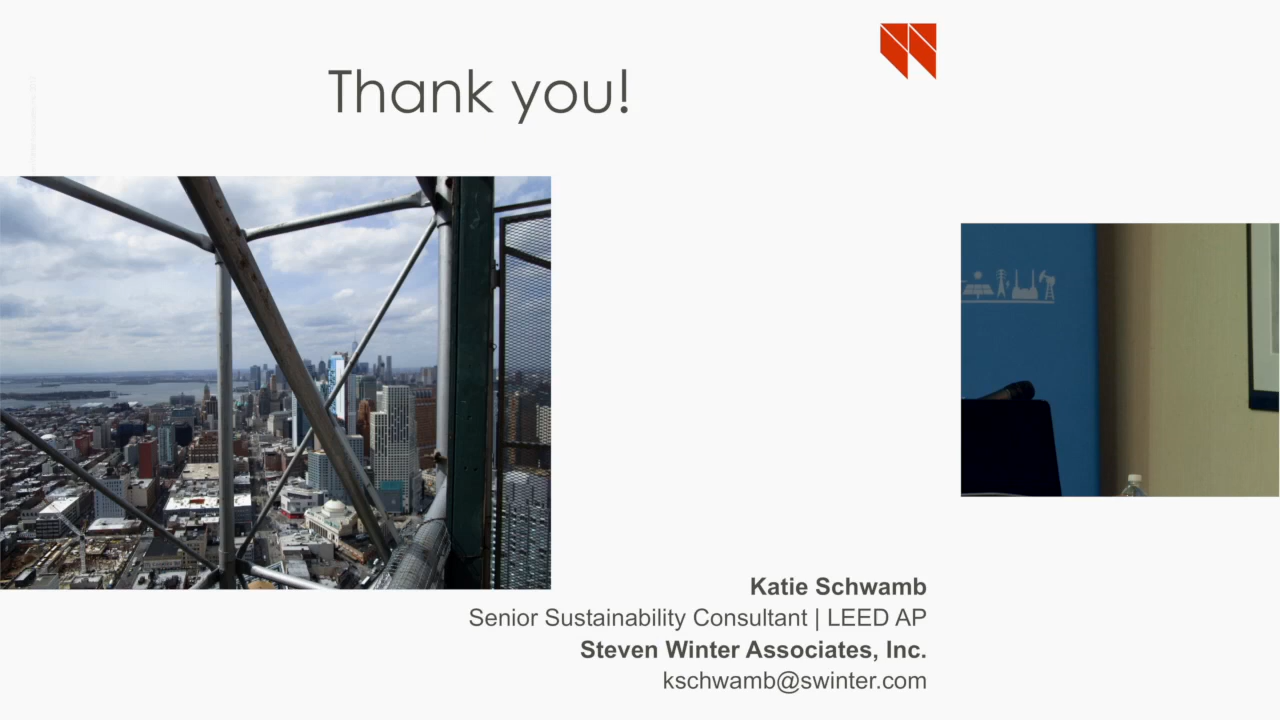 Thank you!
Katie Schwamb
Senior Sustainability Consultant | LEED AP
Steven Winter Associates, Inc.
kschwamb@swinter.com